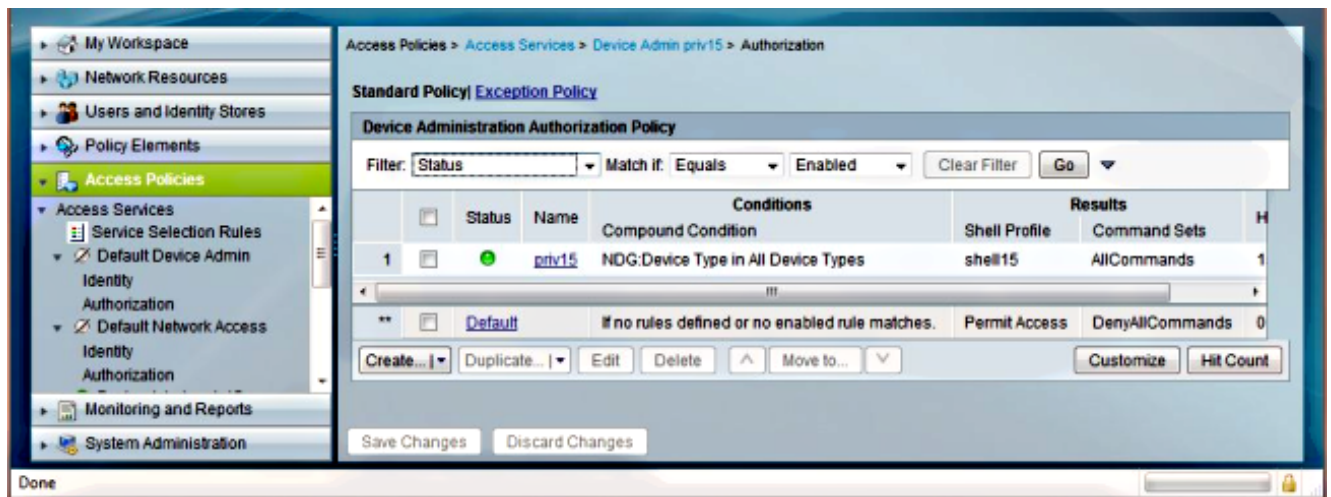 My Workspace
Network Resources
Users and Identity Stores
Policy Elements
Access Policies
Access Services
Service Selection Rules
Default Device Admin
Identity
Authorization
Default Network Access
Identity
Authorization
Monitoring and Reports
System Administration
Access Policies > Access Services > Device Admin priv15 > Authorization
Standard Policy| Exception Policy
Device Administration Authorization Policy
Filter: Status Match if: Equals Enabled Clear Filter Go
Conditions Results
Status Name Compound Condition Shell Profile Command Sets H
1 priv15 NDG:Device Type in All Device Types shell15 AllCommands 1
** Default If no rules defined or no enabled rule matches. Permit Access DenyAllCommands 0
Create... | Duplicate... | Edit Delete Move to... Customize Hit Count
Save Changes Discard Changes
Done